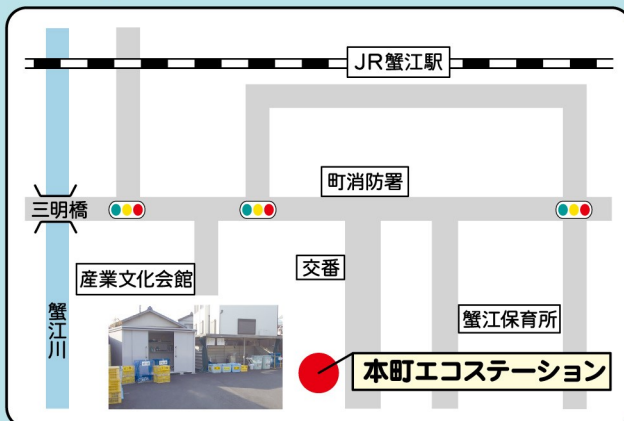 JR蟹江駅
町消防署
三明橋
産業文化会館
交番
蟹江川
蟹江保育所
本町エコステーション